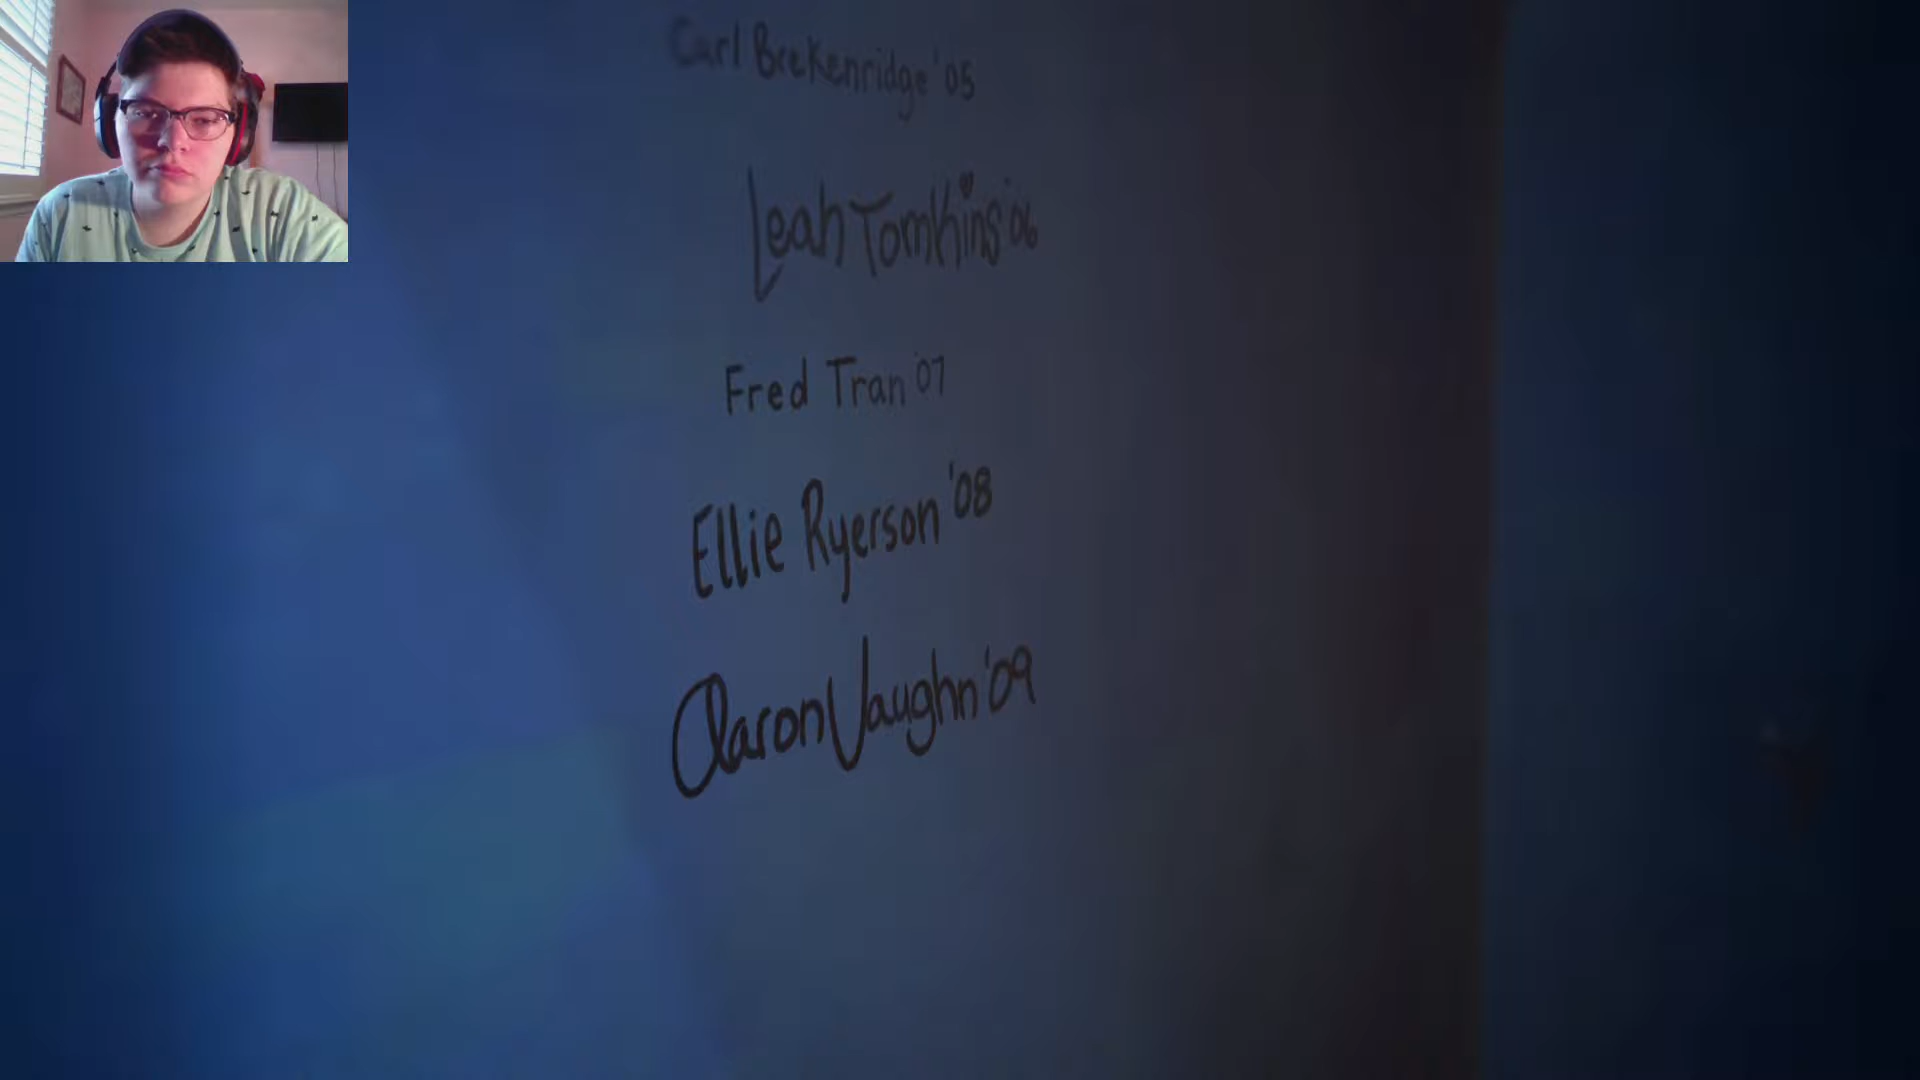 Carl Brekenridge '05
Leah Tomkins '06
Fred Tran '07
Ellie Ryerson '08
Aaron Vaughn '09